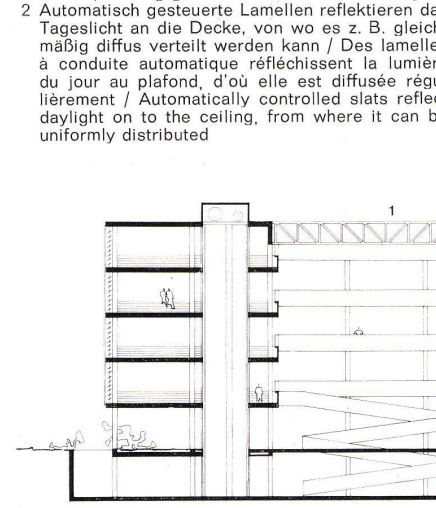 2 Automatisch gesteuerte Lamellen reflektieren da
Tageslicht an die Decke, von wo es z. B. gleich
mäßig diffus verteilt werden kann / Des lamelle
à conduite automatique réfléchissent la lumièr
du jour au plafond, d'où elle est diffusée régu
lièrement / Automatically controlled slats reflec
daylight on to the ceiling, from where it can b
uniformly distributed
1